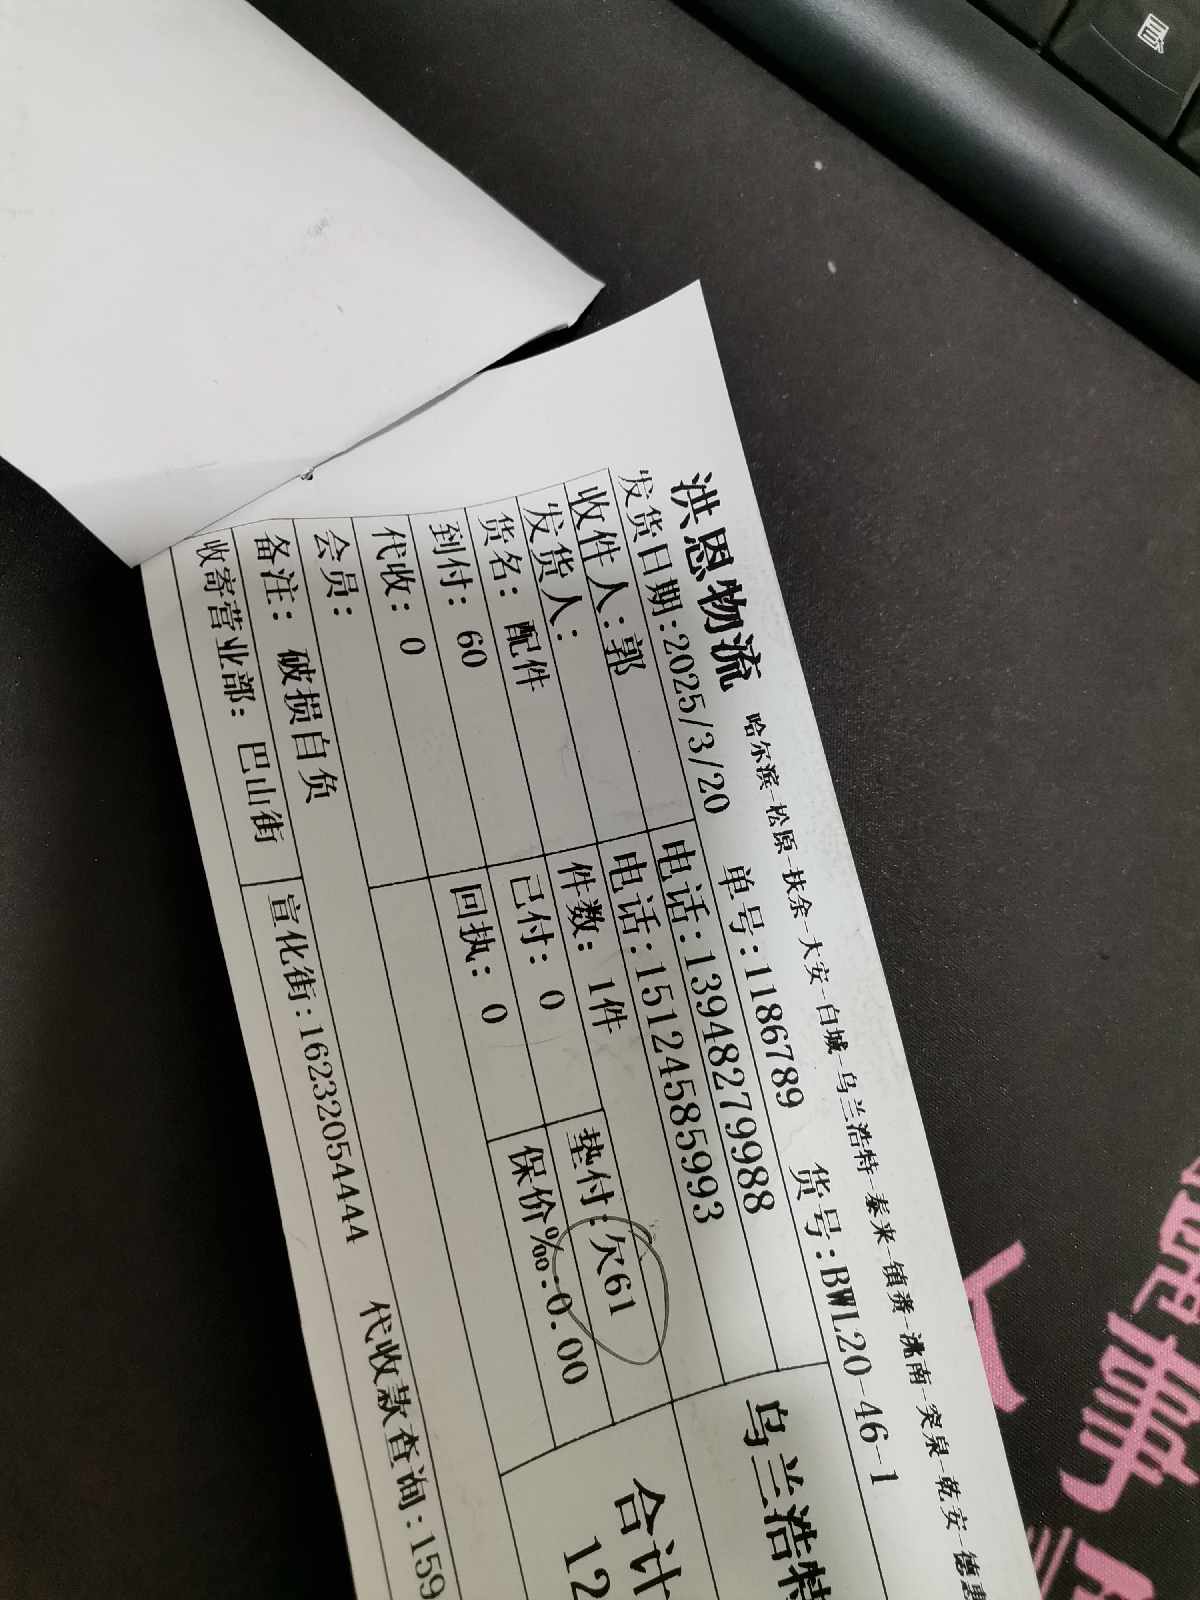 洪恩物流 哈尔滨-松原-扶余-大安-白城-乌兰浩特-泰来-镇赉-洮南-突泉-乾安-德惠
发货日期:2025/3/20 单号:1186789 货号:BWL20-46-1
收件人:郭 电话:13948279988 乌兰浩特
发货人: 电话:15124585993
货名: 配件 件数: 1件 垫付:欠61 合计
到付: 60 已付: 0 保价‰:0.00 12
代收: 0 回执: 0
会员:
备注: 破损自负
收寄营业部: 巴山街 宣化街:16232054444 代收款查询:159